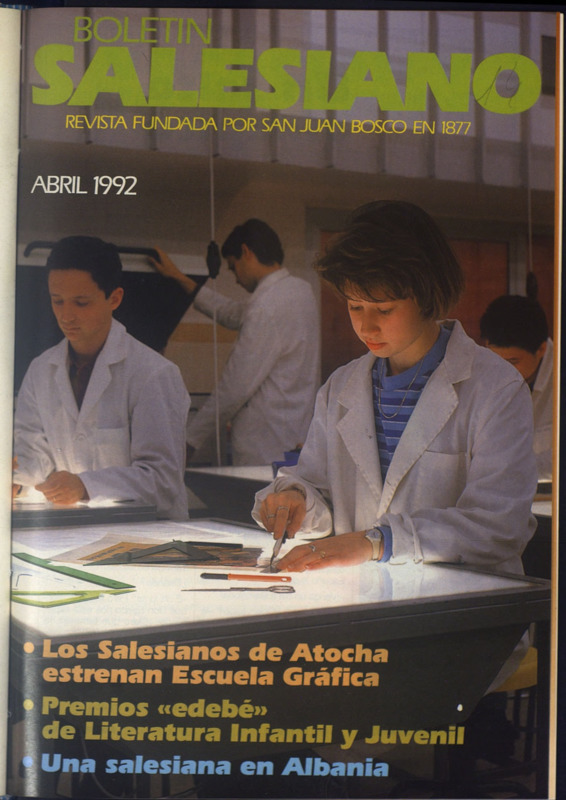 BOLETIN
SALESIANO
REVISTA FUNDADA POR SAN JUAN BOSCO EN 1877
ABRIL 1992
• Los Salesianos de Atocha
estrenan Escuela Gráfica
• Premios «edebé»
de Literatura Infantil y Juvenil
• Una salesiana en Albania